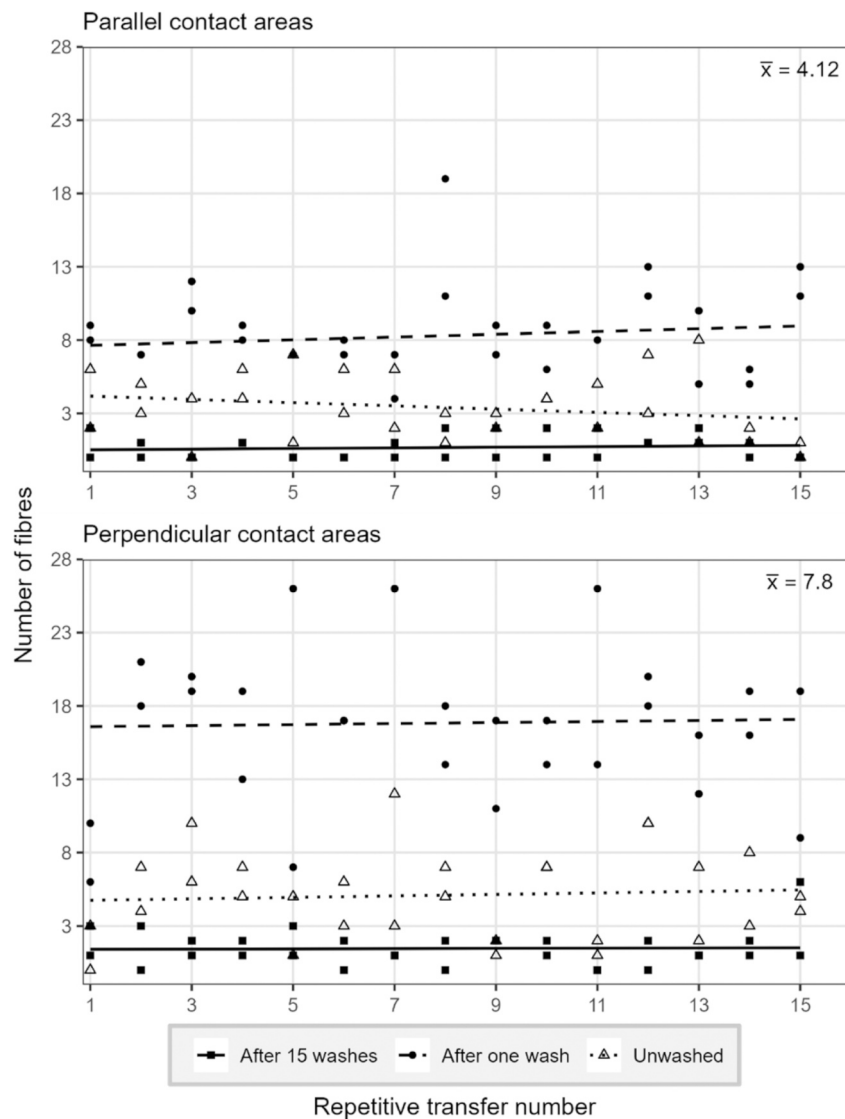 Parallel contact areas
28
x̄ = 4.12
23
18
13
8
3
1 3 5 7 9 11 13 15
Number of fibres
Perpendicular contact areas
28
x̄ = 7.8
23
18
13
8
3
1 3 5 7 9 11 13 15
After 15 washes After one wash Unwashed
Repetitive transfer number